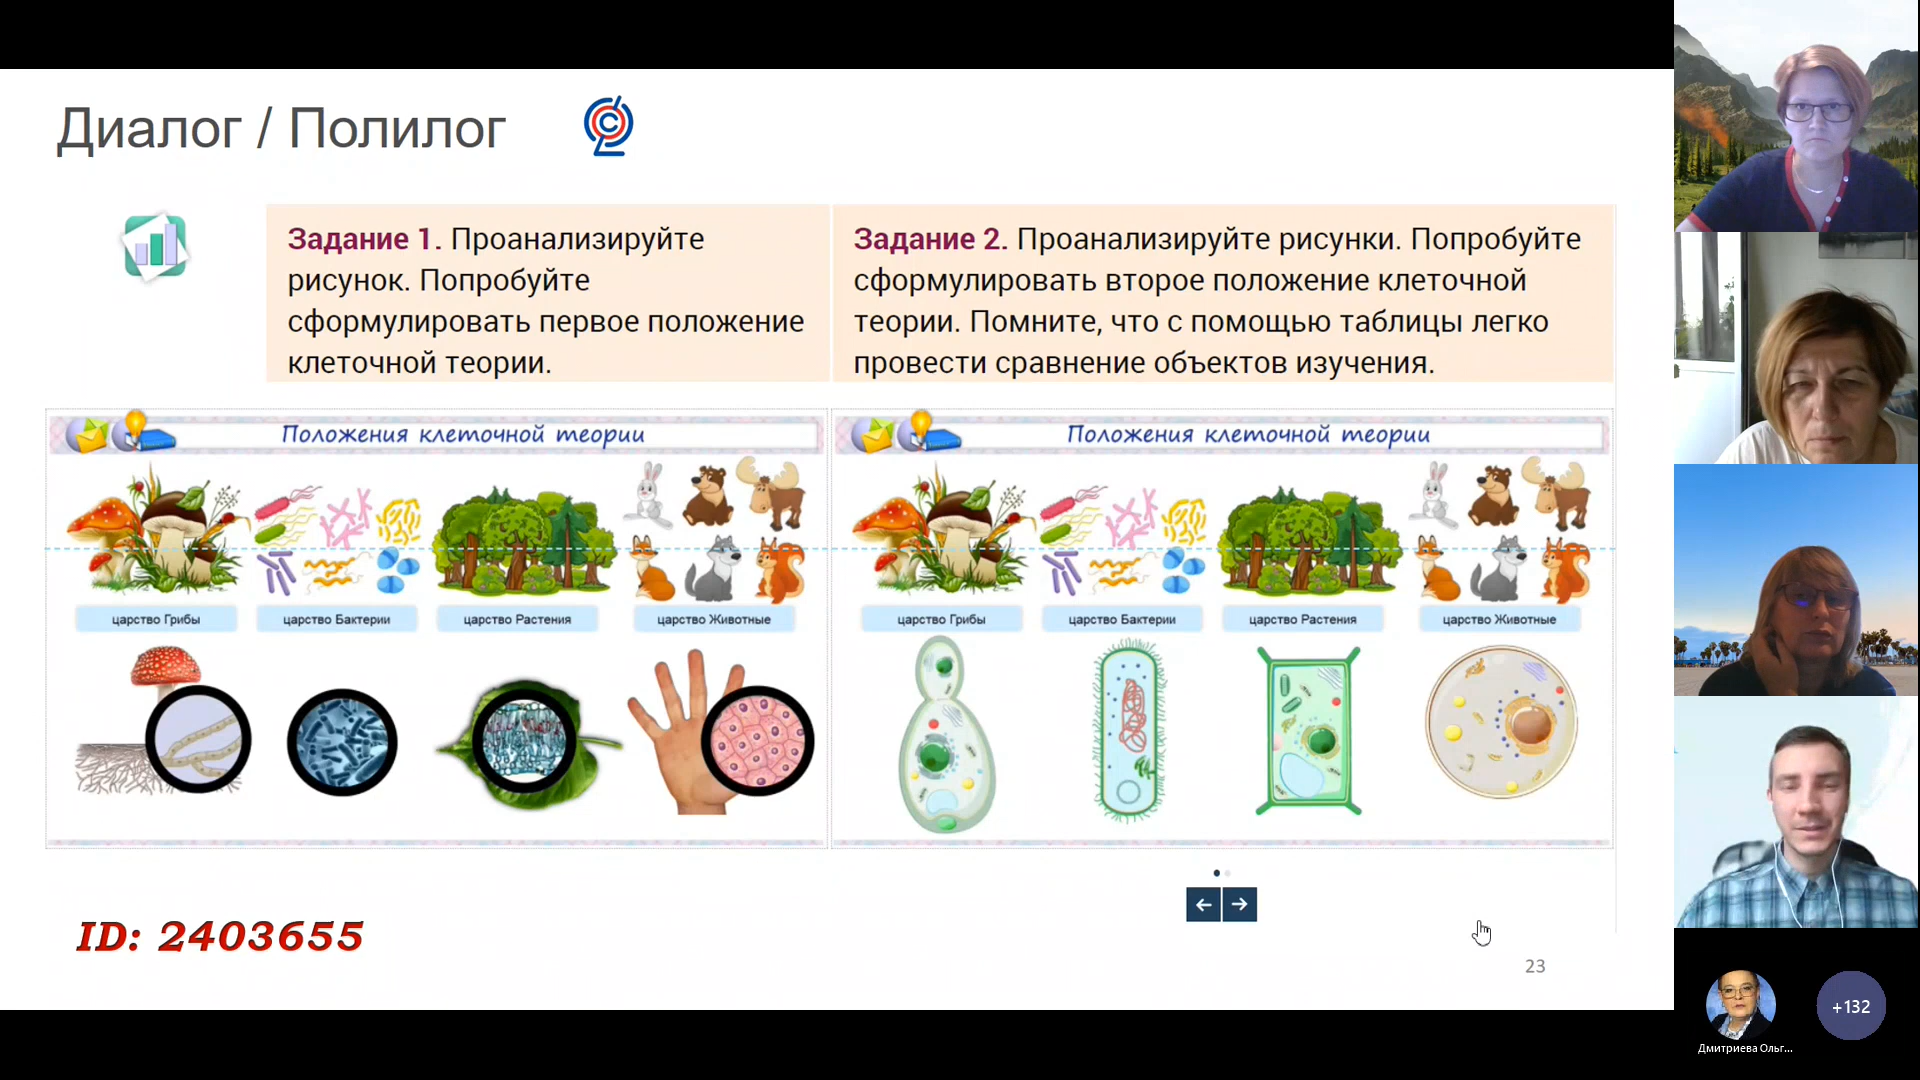 Диалог / Полилог
Задание 1. Проанализируйте
рисунок. Попробуйте
сформулировать первое положение
клеточной теории.
Задание 2. Проанализируйте рисунки. Попробуйте
сформулировать второе положение клеточной
теории. Помните, что с помощью таблицы легко
провести сравнение объектов изучения.
Положения клеточной теории
царство Грибы
царство Бактерии
царство Растения
царство Животные
Положения клеточной теории
царство Грибы
царство Бактерии
царство Растения
царство Животные
ID: 2403655
23
+132
Дмитриева Ольг...